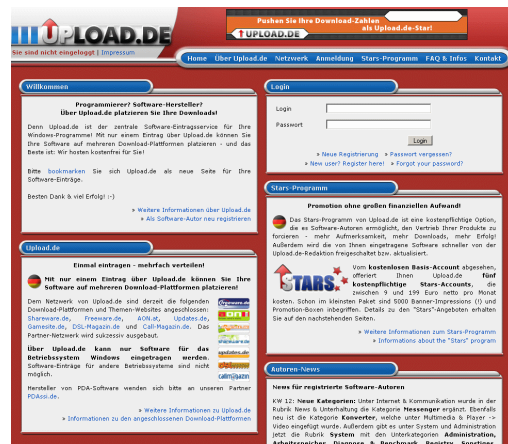 UPLOAD.DE
Pushen Sie Ihre Download-Zahlen
als Upload.de-Star!
UPLOAD.DE
Sie sind nicht eingeloggt | Impressum
Home Über Upload.de Netzwerk Anmeldung Stars-Programm FAQ & Infos Kontakt
Willkommen
Programmierer? Software-Hersteller?
Über Upload.de platzieren Sie Ihre Downloads!
Denn Upload.de ist der zentrale Software-Eintragsservice für Ihre
Windows-Programme! Mit nur einem Eintrag über Upload.de können Sie
Ihre Software auf mehreren Download-Plattformen platzieren - und das
Beste ist: Wir hosten kostenfrei für Sie!
Bitte bookmarken Sie sich Upload.de als neue Seite für Ihre
Software-Einträge.
Besten Dank & viel Erfolg! :-)
» Weitere Informationen über Upload.de
» Als Software-Autor neu registrieren
Upload.de
Einmal eintragen - mehrfach verteilen!
Mit nur einem Eintrag über Upload.de können Sie Ihre
Software auf mehreren Download-Plattformen platzieren!
Dem Netzwerk von Upload.de sind derzeit die folgenden
Download-Plattformen und Themen-Websites angeschlossen:
Shareware.de, Freeware.de, AON.at, Updates.de,
Gamesite.de, DSL-Magazin.de und Call-Magazin.de. Das
Partner-Netzwerk wird sukzessiv ausgebaut.
Über Upload.de kann nur Software für das
Betriebssystem Windows eingetragen werden.
Software-Einträge für andere Betriebssysteme sind nicht
möglich.
Hersteller von PDA-Software wenden sich bitte an unseren Partner
PDAssi.de.
» Weitere Informationen zu Upload.de
» Informationen zu den angeschlossenen Download-Plattformen
Login
Login
Passwort
Login
» Neue Registrierung » Passwort vergessen?
» New user? Register here! » Forgot your password?
Stars-Programm
Promotion ohne großen finanziellen Aufwand!
Das Stars-Programm von Upload.de ist eine kostenpflichtige Option,
die es Software-Autoren ermöglicht, den Vertrieb Ihrer Produkte zu
forcieren - mehr Aufmerksamkeit, mehr Downloads, mehr Erfolg!
Außerdem wird die von Ihnen eingetragene Software schneller von der
Upload.de-Redaktion freigeschaltet bzw. aktualisiert.
STARS.
Vom kostenlosen Basis-Account abgesehen,
offeriert Ihnen Upload.de fünf
kostenpflichtige Stars-Accounts, die
zwischen 9 und 199 Euro netto pro Monat
kosten. Schon im kleinsten Paket sind 5000 Banner-Impressions (!) und
Promotion-Boxen inbegriffen. Details zu den "Stars"-Angeboten erhalten
Sie auf den nachstehenden Seiten.
» Weitere Informationen zum Stars-Programm
» Informations about the "Stars" program
Autoren-News
News für registrierte Software-Autoren
KW 12: Neue Kategorien: Unter Internet & Kommunikation wurde in der
Rubrik News & Unterhaltung die Kategorie Messenger ergänzt. Ebenfalls
neu ist die Kategorie Konverter, welche unter Multimedia & Player ->
Video eingefügt wurde. Außerdem gibt es unter System und Administration
jetzt die Rubrik System mit den Unterkategorien Administration,
Arbeitsspeicher, Diagnose & Benchmark, Registry, Sonstiges,